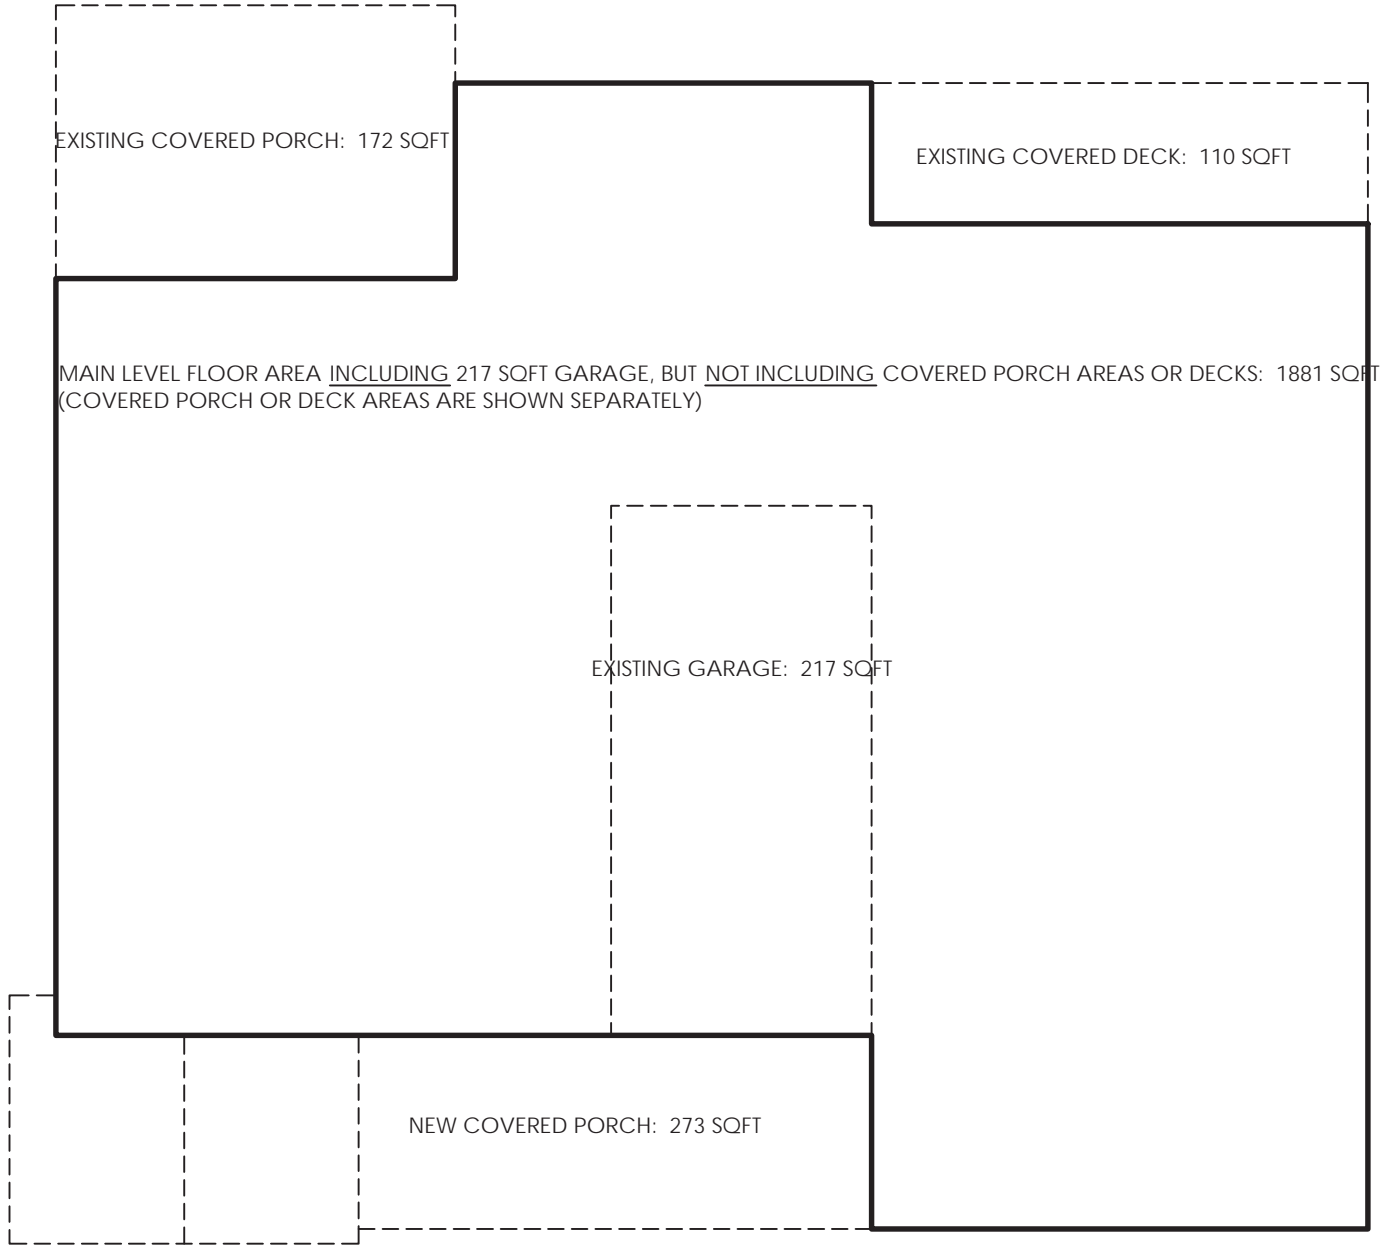 EXISTING COVERED PORCH: 172 SQFT
EXISTING COVERED DECK: 110 SQFT
MAIN LEVEL FLOOR AREA INCLUDING 217 SQFT GARAGE, BUT NOT INCLUDING COVERED PORCH AREAS OR DECKS: 1881 SQFT
(COVERED PORCH OR DECK AREAS ARE SHOWN SEPARATELY)
EXISTING GARAGE: 217 SQFT
NEW COVERED PORCH: 273 SQFT